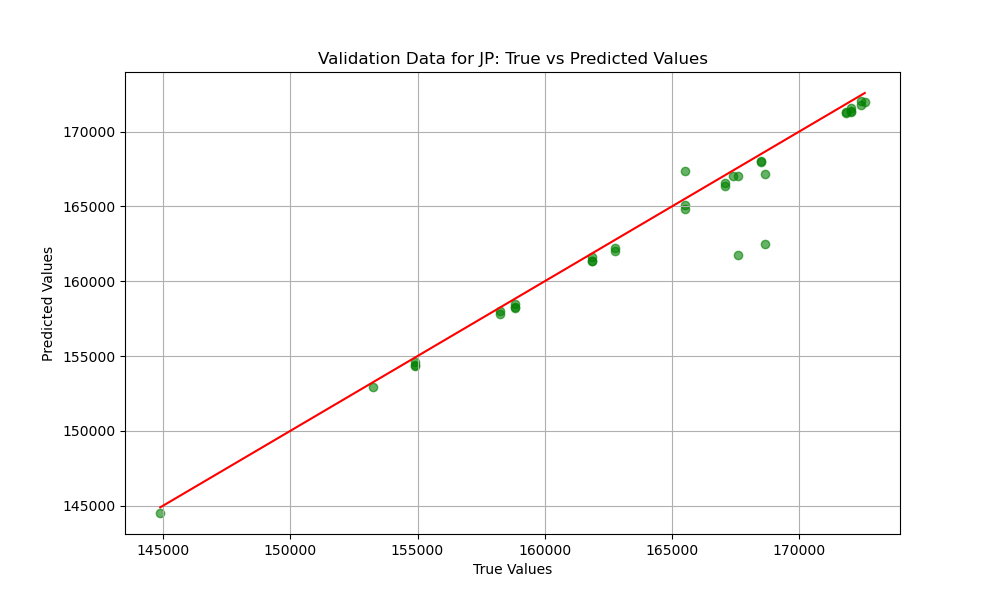 Validation Data for JP: True vs Predicted Values
Predicted Values
170000
165000
160000
155000
150000
145000
145000 150000 155000 160000 165000 170000
True Values